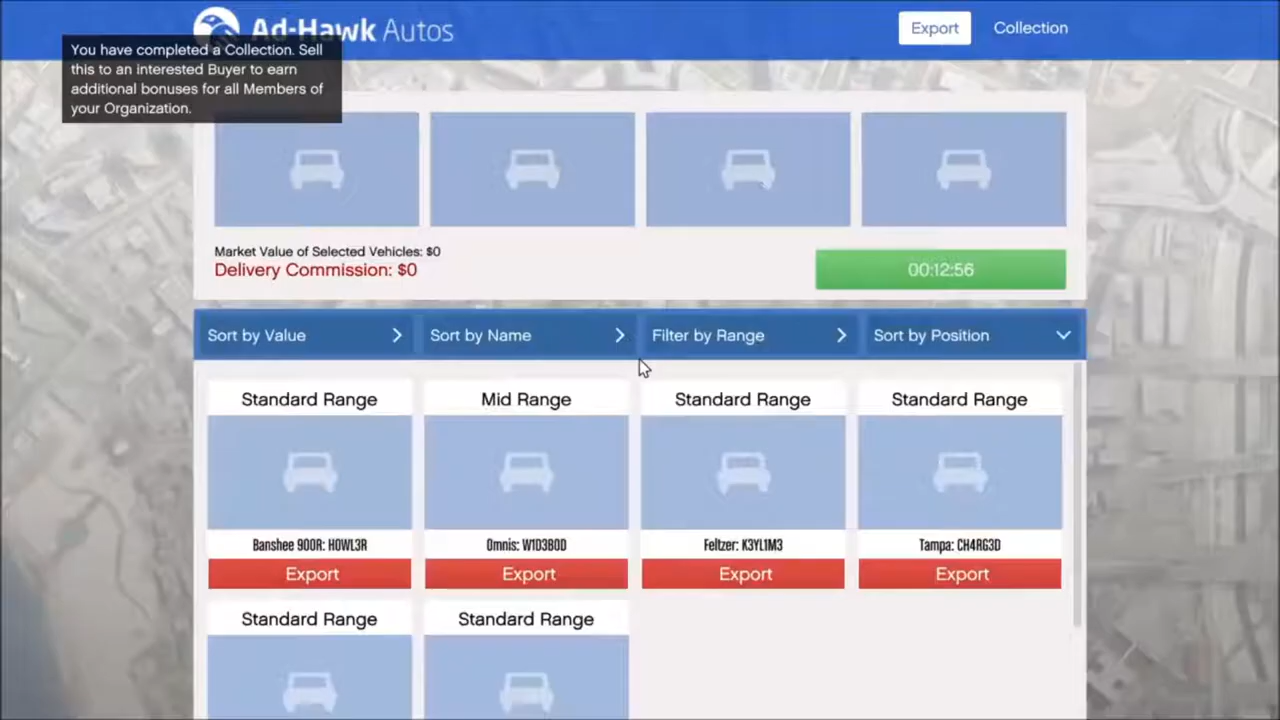 Ad-Hawk Autos
Export
Collection
You have completed a Collection. Sell
this to an interested Buyer to earn
additional bonuses for all Members of
your Organization.
Market Value of Selected Vehicles: $0
Delivery Commission: $0
00:12:56
Sort by Value
Sort by Name
Filter by Range
Sort by Position
Standard Range
Mid Range
Standard Range
Standard Range
Banshee 900R: H0WL3R
Omnis: W1D3B0D
Feltzer: K3YL1M3
Tampa: CH4RG3D
Export
Export
Export
Export
Standard Range
Standard Range